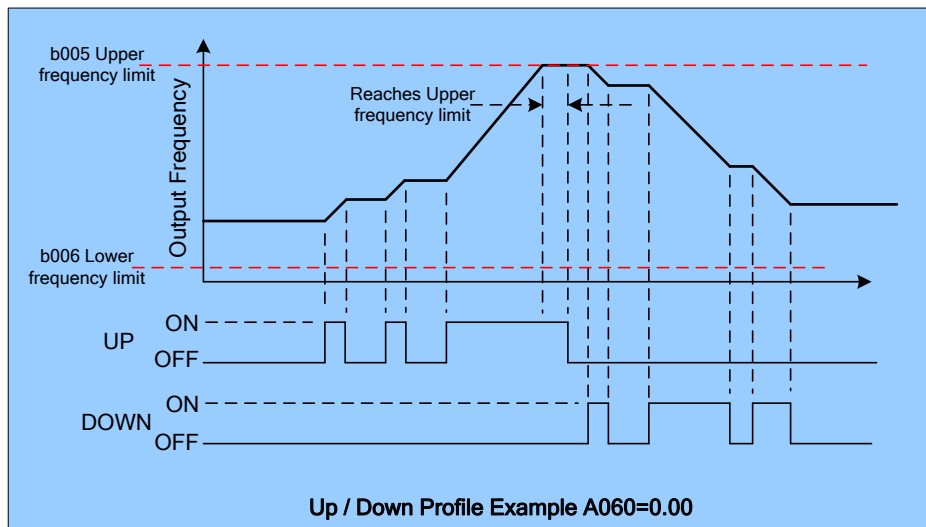 b005 Upper
frequency limit
Output Frequency
Reaches Upper
frequency limit
b006 Lower
frequency limit
UP
ON
OFF
DOWN
ON
OFF
Up / Down Profile Example A060=0.00